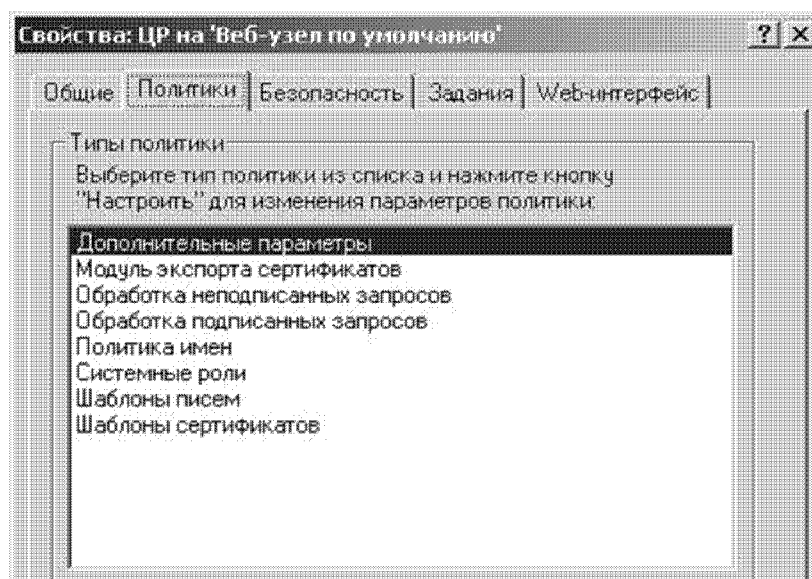 Свойства: ЦР на 'Веб-узел по умолчанию'
? X
Общие Политики Безопасность Задания Web-интерфейс
Типы политики
Выберите тип политики из списка и нажмите кнопку
"Настроить" для изменения параметров политики:
Дополнительные параметры
Модуль экспорта сертификатов
Обработка неподписанных запросов
Обработка подписанных запросов
Политика имен
Системные роли
Шаблоны писем
Шаблоны сертификатов